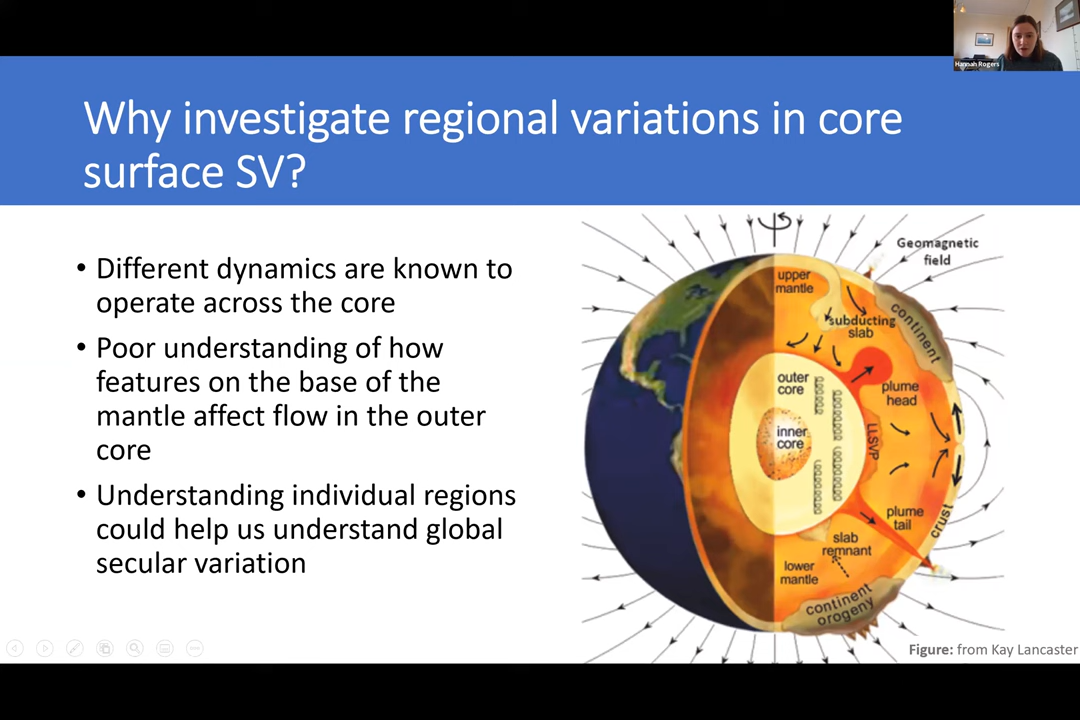 Hannah Rogers
Why investigate regional variations in core
surface SV?
• Different dynamics are known to
operate across the core
• Poor understanding of how
features on the base of the
mantle affect flow in the outer
core
• Understanding individual regions
could help us understand global
secular variation
Geomagnetic
field
upper
mantle
subducting
slab
continent
outer
core
plume
head
inner
core
LLSVP
plume
tail
crust
slab
remnant
lower
mantle
continent
orogeny
Figure: from Kay Lancaster